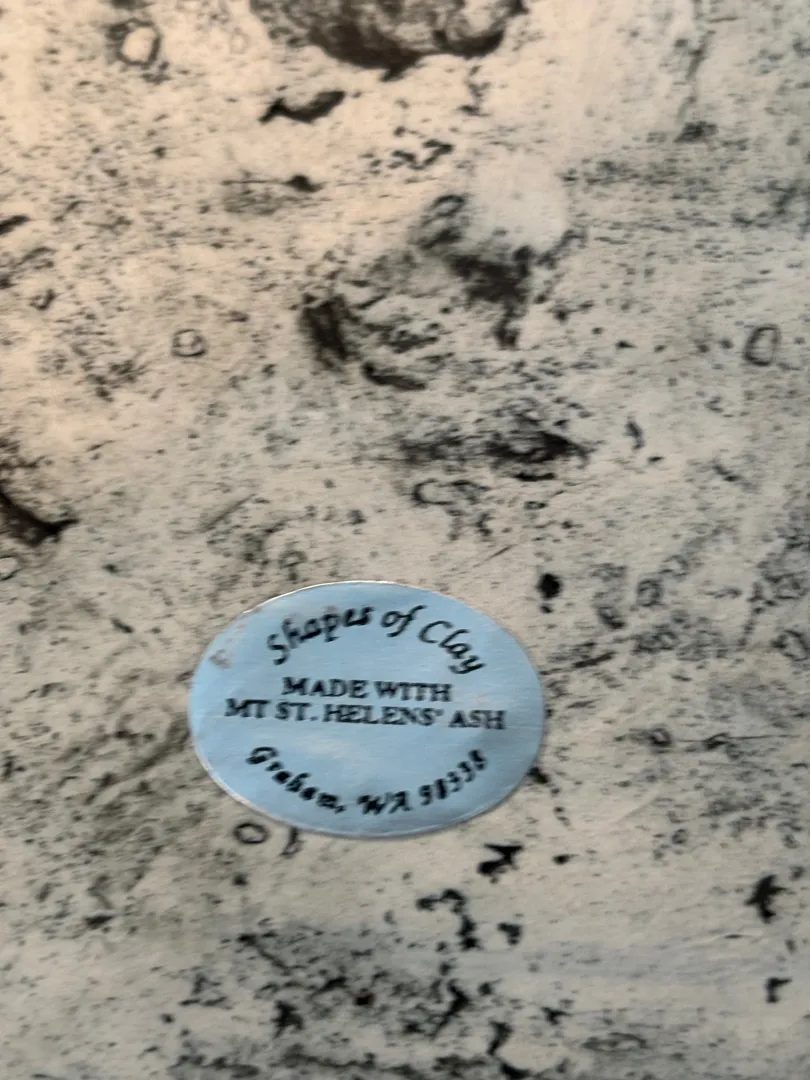 Shapes of Clay
MADE WITH
MT ST. HELENS' ASH
Graham, WA 98338